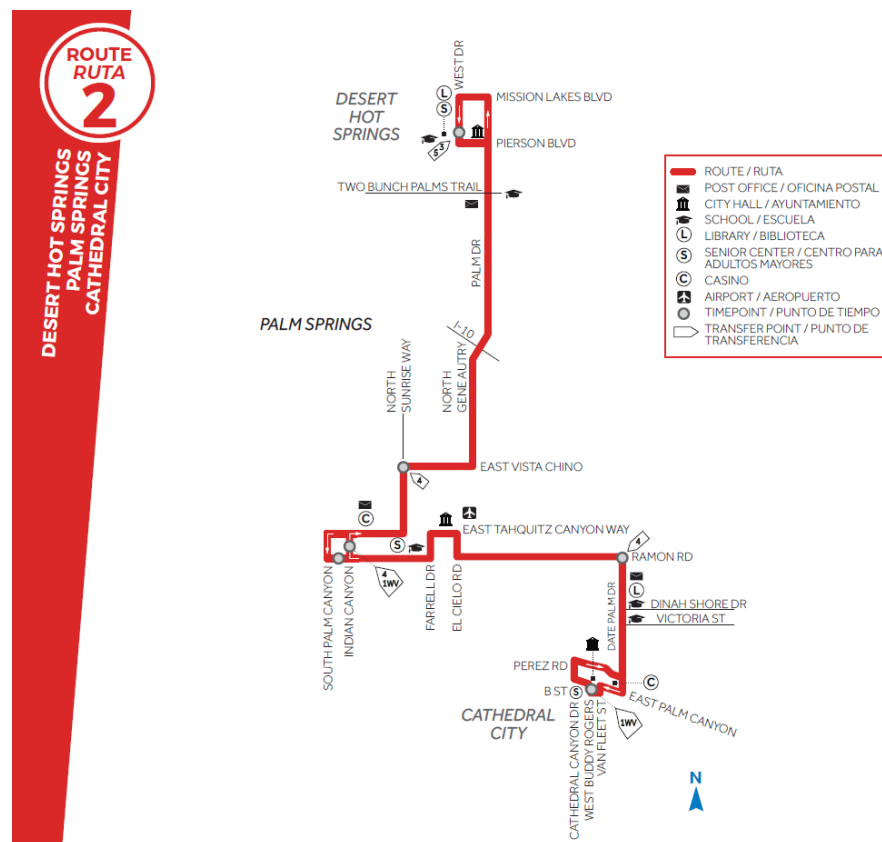 ROUTE
RUTA
2
DESERT HOT SPRINGS
PALM SPRINGS
CATHEDRAL CITY
WEST DR
L
S
MISSION LAKES BLVD
DESERT
HOT
SPRINGS
PIERSON BLVD
5 3
TWO BUNCH PALMS TRAIL
PALM DR
ROUTE / RUTA
POST OFFICE / OFICINA POSTAL
CITY HALL / AYUNTAMIENTO
SCHOOL / ESCUELA
L LIBRARY / BIBLIOTECA
S SENIOR CENTER / CENTRO PARA
ADULTOS MAYORES
C CASINO
AIRPORT / AEROPUERTO
TIMEPOINT / PUNTO DE TIEMPO
TRANSFER POINT / PUNTO DE
TRANSFERENCIA
PALM SPRINGS
I-10
NORTH
SUNRISE WAY
NORTH
GENE AUTRY
EAST VISTA CHINO
4
C
EAST TAHQUITZ CANYON WAY
S
4
RAMON RD
4
1WV
SOUTH PALM CANYON
INDIAN CANYON
FARRELL DR
EL CIELO RD
L
DATE PALM DR
DINAH SHORE DR
VICTORIA ST
PEREZ RD
C
B ST S
EAST PALM CANYON
1WV
CATHEDRAL
CITY
CATHEDRAL CANYON DR
WEST BUDDY ROGERS
VAN FLEET ST
N